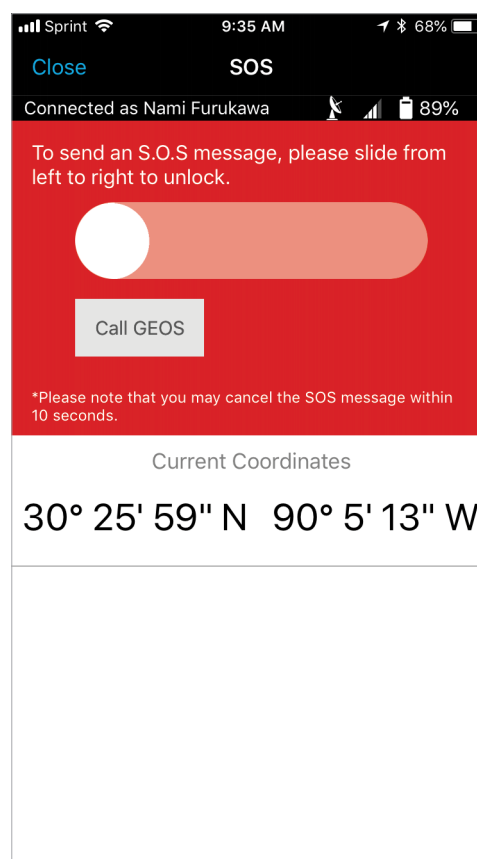 Sprint 9:35 AM 68%
Close SOS
Connected as Nami Furukawa 89%
To send an S.O.S message, please slide from
left to right to unlock.
Call GEOS
*Please note that you may cancel the SOS message within
10 seconds.
Current Coordinates
30° 25' 59" N 90° 5' 13" W